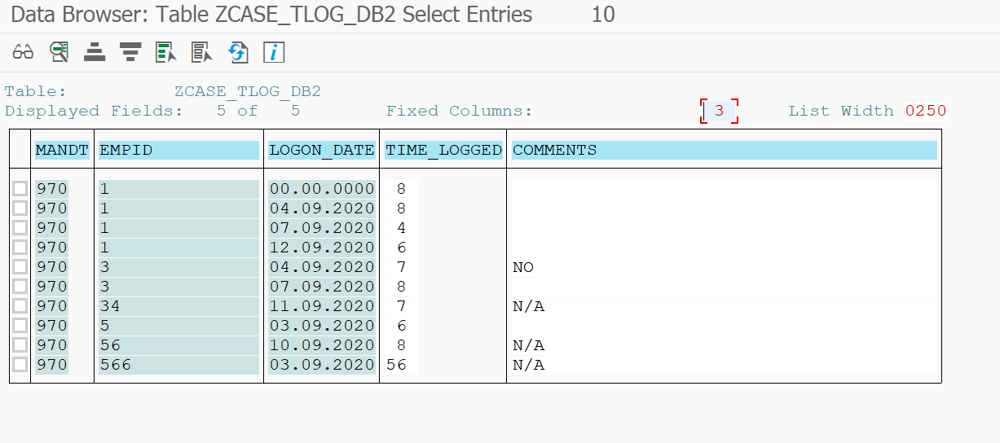 Data Browser: Table ZCASE_TLOG_DB2 Select Entries 10
Table: ZCASE_TLOG_DB2
Displayed Fields: 5 of 5 Fixed Columns: 3 List Width 0250
MANDT EMPID LOGON_DATE TIME_LOGGED COMMENTS
970 1 00.00.0000 8
970 1 04.09.2020 8
970 1 07.09.2020 4
970 1 12.09.2020 6
970 3 04.09.2020 7 NO
970 3 07.09.2020 8
970 34 11.09.2020 7 N/A
970 5 03.09.2020 6
970 56 10.09.2020 8 N/A
970 566 03.09.2020 56 N/A